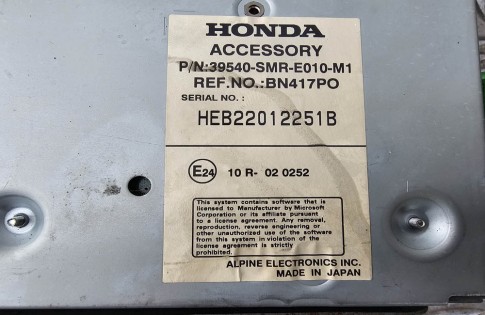 HONDA
ACCESSORY
P/N:39540-SMR-E010-M1
REF.NO.:BN417PO
SERIAL NO.:
HEB22012251B
E24 10 R- 02 0252
This system contains software that is
licensed to Manufacturer by Microsoft
Corporation or its affiliate pursuant
to a license agreement. Any removal,
reproduction, reverse engineering or
other unauthorized use of the software
from this system in violation of the
license agreement is strictly
prohibited.
ALPINE ELECTRONICS INC.
MADE IN JAPAN